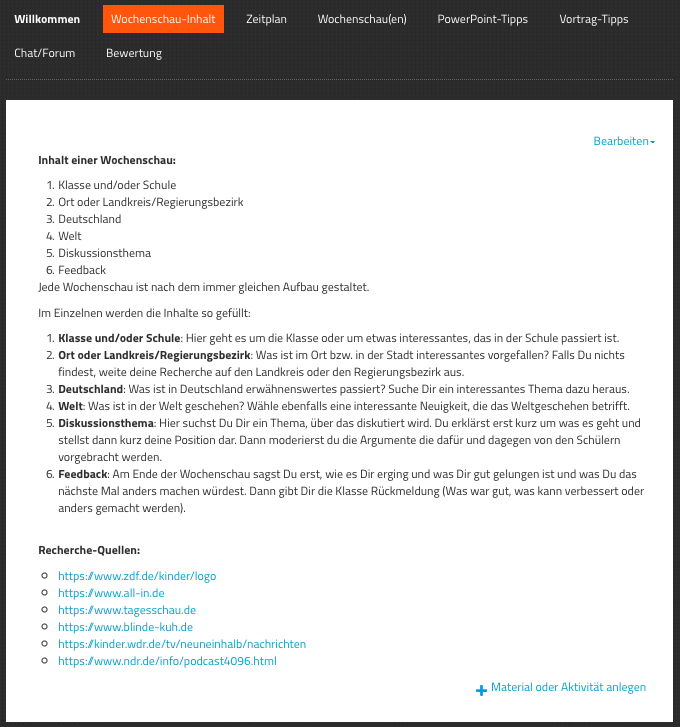 Willkommen Wochenschau-Inhalt Zeitplan Wochenschau(en) PowerPoint-Tipps Vortrag-Tipps
Chat/Forum Bewertung
Bearbeiten
Inhalt einer Wochenschau:
1. Klasse und/oder Schule
2. Ort oder Landkreis/Regierungsbezirk
3. Deutschland
4. Welt
5. Diskussionsthema
6. Feedback
Jede Wochenschau ist nach dem immer gleichen Aufbau gestaltet.
Im Einzelnen werden die Inhalte so gefüllt:
1. Klasse und/oder Schule: Hier geht es um die Klasse oder um etwas interessantes, das in der Schule passiert ist.
2. Ort oder Landkreis/Regierungsbezirk: Was ist im Ort bzw. in der Stadt interessantes vorgefallen? Falls Du nichts
findest, weite deine Recherche auf den Landkreis oder den Regierungsbezirk aus.
3. Deutschland: Was ist in Deutschland erwähnenswertes passiert? Suche Dir ein interessantes Thema dazu heraus.
4. Welt: Was ist in der Welt geschehen? Wähle ebenfalls eine interessante Neuigkeit, die das Weltgeschehen betrifft.
5. Diskussionsthema: Hier suchst Du Dir ein Thema, über das diskutiert wird. Du erklärst erst kurz um was es geht und
stellst dann kurz deine Position dar. Dann moderierst du die Argumente die dafür und dagegen von den Schülern
vorgebracht werden.
6. Feedback: Am Ende der Wochenschau sagst Du erst, wie es Dir erging und was Dir gut gelungen ist und was Du das
nächste Mal anders machen würdest. Dann gibt Dir die Klasse Rückmeldung (Was war gut, was kann verbessert oder
anders gemacht werden).
Recherche-Quellen:
https://www.zdf.de/kinder/logo
https://www.all-in.de
https://www.tagesschau.de
https://www.blinde-kuh.de
https://kinder.wdr.de/tv/neuneinhalb/nachrichten
https://www.ndr.de/info/podcast4096.html
Material oder Aktivität anlegen